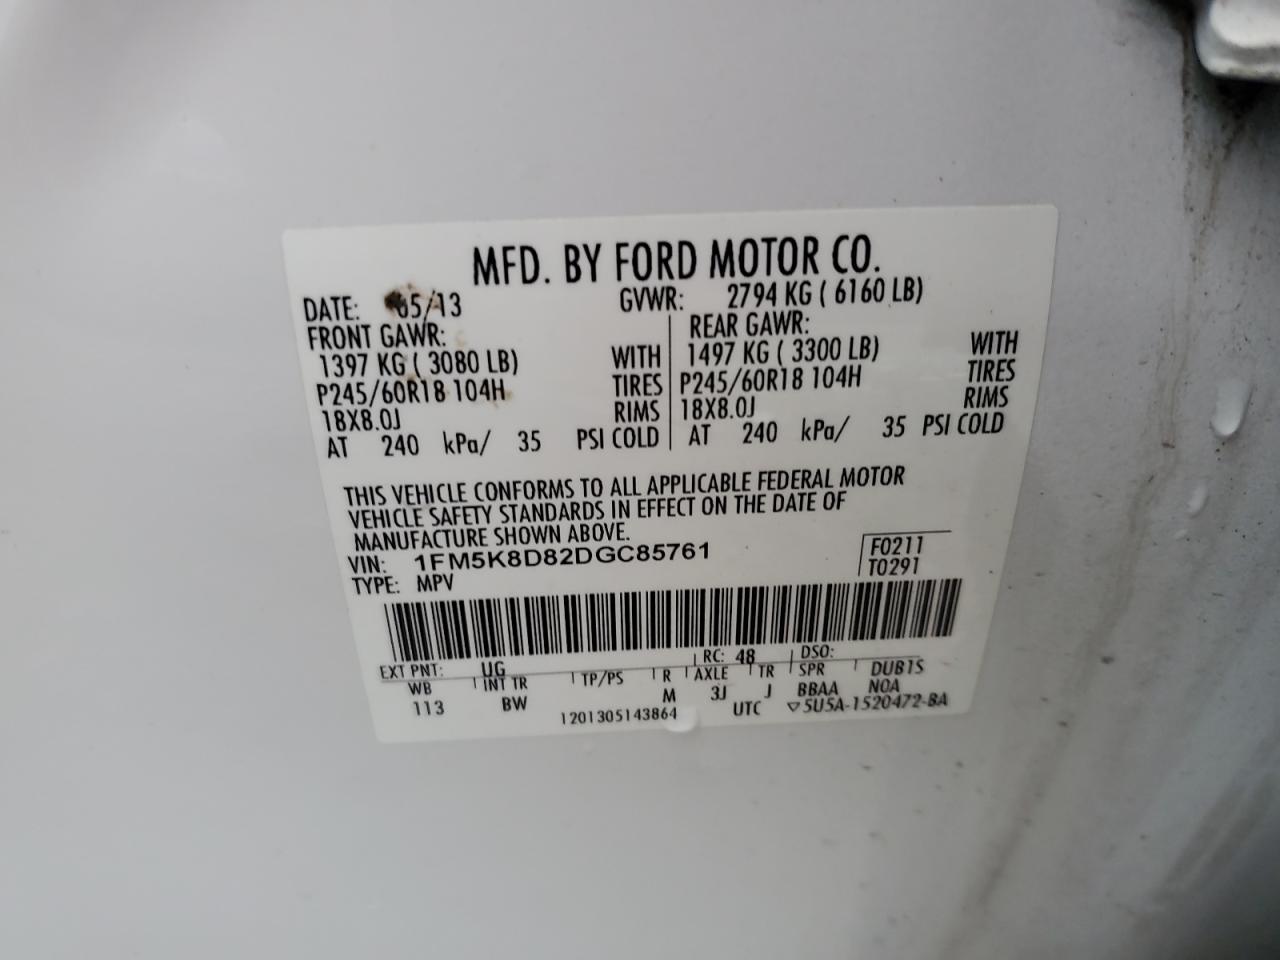 MFD. BY FORD MOTOR CO.
DATE: 05/13 GVWR: 2794 KG ( 6160 LB)
FRONT GAWR: REAR GAWR:
1397 KG ( 3080 LB) WITH 1497 KG ( 3300 LB) WITH
P245/60R18 104H TIRES P245/60R18 104H TIRES
18X8.0J RIMS 18X8.0J RIMS
AT 240 kPa/ 35 PSI COLD AT 240 kPa/ 35 PSI COLD
THIS VEHICLE CONFORMS TO ALL APPLICABLE FEDERAL MOTOR
VEHICLE SAFETY STANDARDS IN EFFECT ON THE DATE OF
MANUFACTURE SHOWN ABOVE.
VIN: 1FM5K8D82DGC85761 F0211
TYPE: MPV T0291
EXT PNT: UG RC: 48 DSO:
WB INT TR TP/PS R AXLE TR SPR DUB1S
113 BW M 3J J BBAA NOA
1201305143864 UTC ▽5U5A-1520472-BA